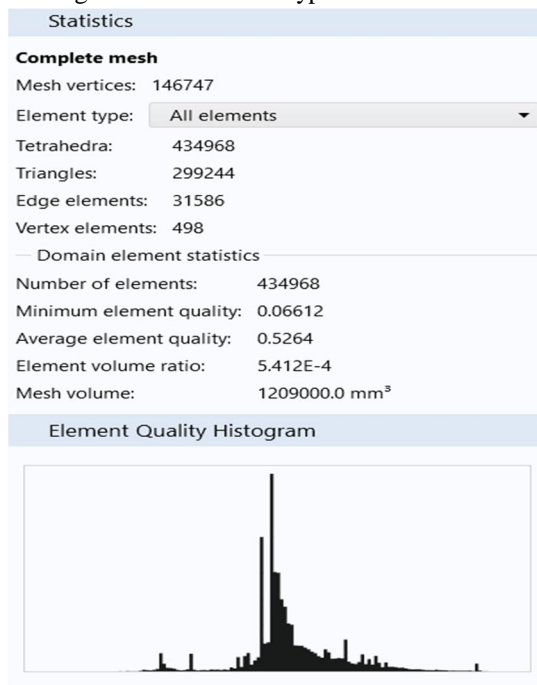 Statistics
Complete mesh
Mesh vertices: 146747
Element type: All elements
Tetrahedra: 434968
Triangles: 299244
Edge elements: 31586
Vertex elements: 498
Domain element statistics
Number of elements: 434968
Minimum element quality: 0.06612
Average element quality: 0.5264
Element volume ratio: 5.412E-4
Mesh volume: 1209000.0 mm³
Element Quality Histogram